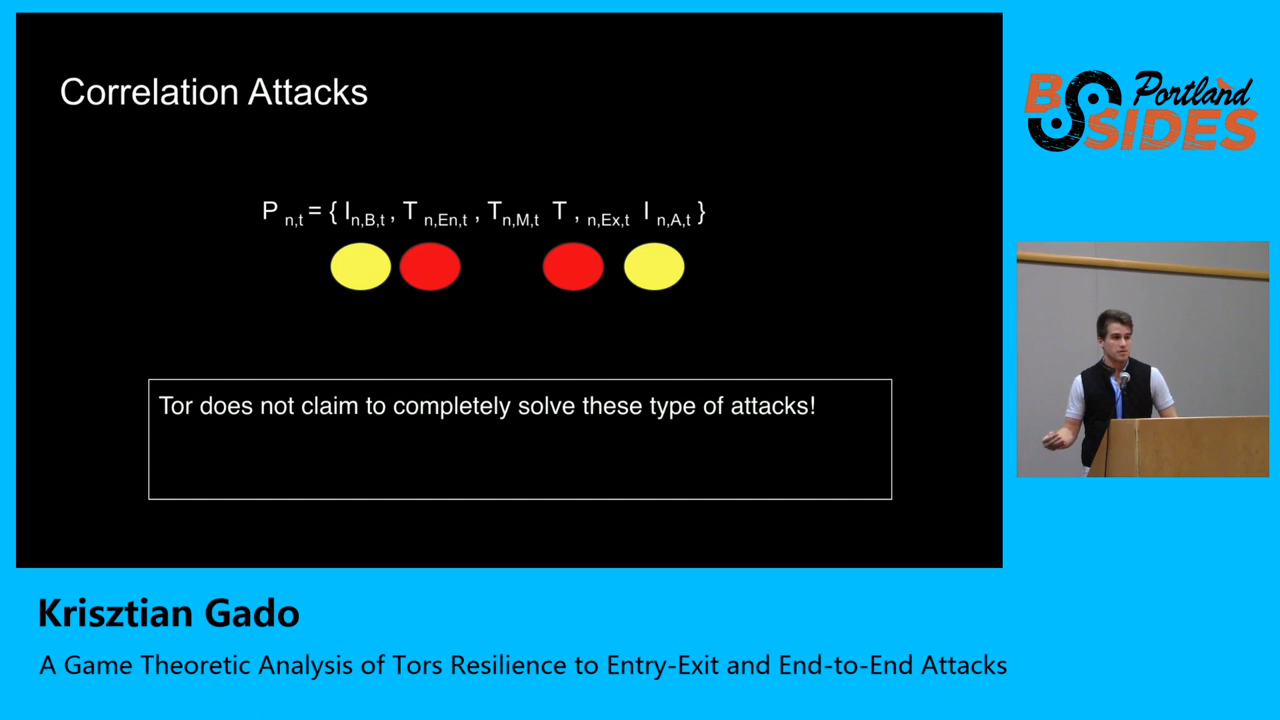 Correlation Attacks
P n,t = { I n,B,t , T n,En,t , T n,M,t T , n,Ex,t I n,A,t }
Tor does not claim to completely solve these type of attacks!
BSIDES Portland
Krisztian Gado
A Game Theoretic Analysis of Tors Resilience to Entry-Exit and End-to-End Attacks